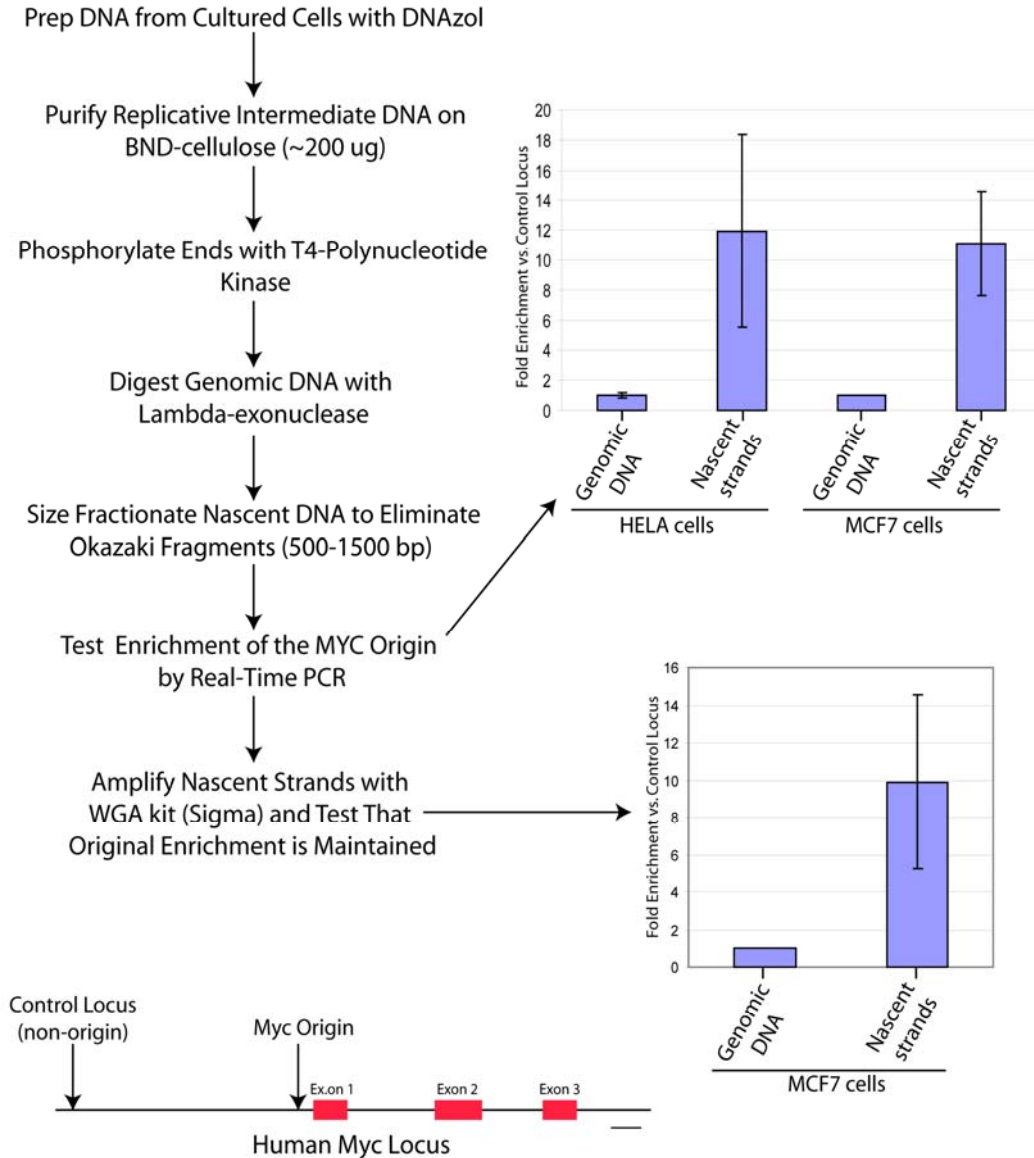 Prep DNA from Cultured Cells with DNAzol
Purify Replicative Intermediate DNA on
BND-cellulose (~200 ug)
Phosphorylate Ends with T4-Polynucleotide
Kinase
Digest Genomic DNA with
Lambda-exonuclease
Size Fractionate Nascent DNA to Eliminate
Okazaki Fragments (500-1500 bp)
Test Enrichment of the MYC Origin
by Real-Time PCR
Amplify Nascent Strands with
WGA kit (Sigma) and Test That
Original Enrichment is Maintained
Fold Enrichment vs. Control Locus
20
18
16
14
12
10
8
6
4
2
0
Genomic
DNA
Nascent
strands
Genomic
DNA
Nascent
strands
HELA cells
MCF7 cells
Fold Enrichment vs. Control Locus
16
14
12
10
8
6
4
2
0
Genomic
DNA
Nascent
strands
MCF7 cells
Control Locus
(non-origin)
Myc Origin
Ex.on 1
Exon 2
Exon 3
Human Myc Locus